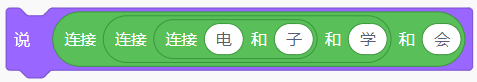 说 连接 连接 连接 电 和 子 和 学 和 会